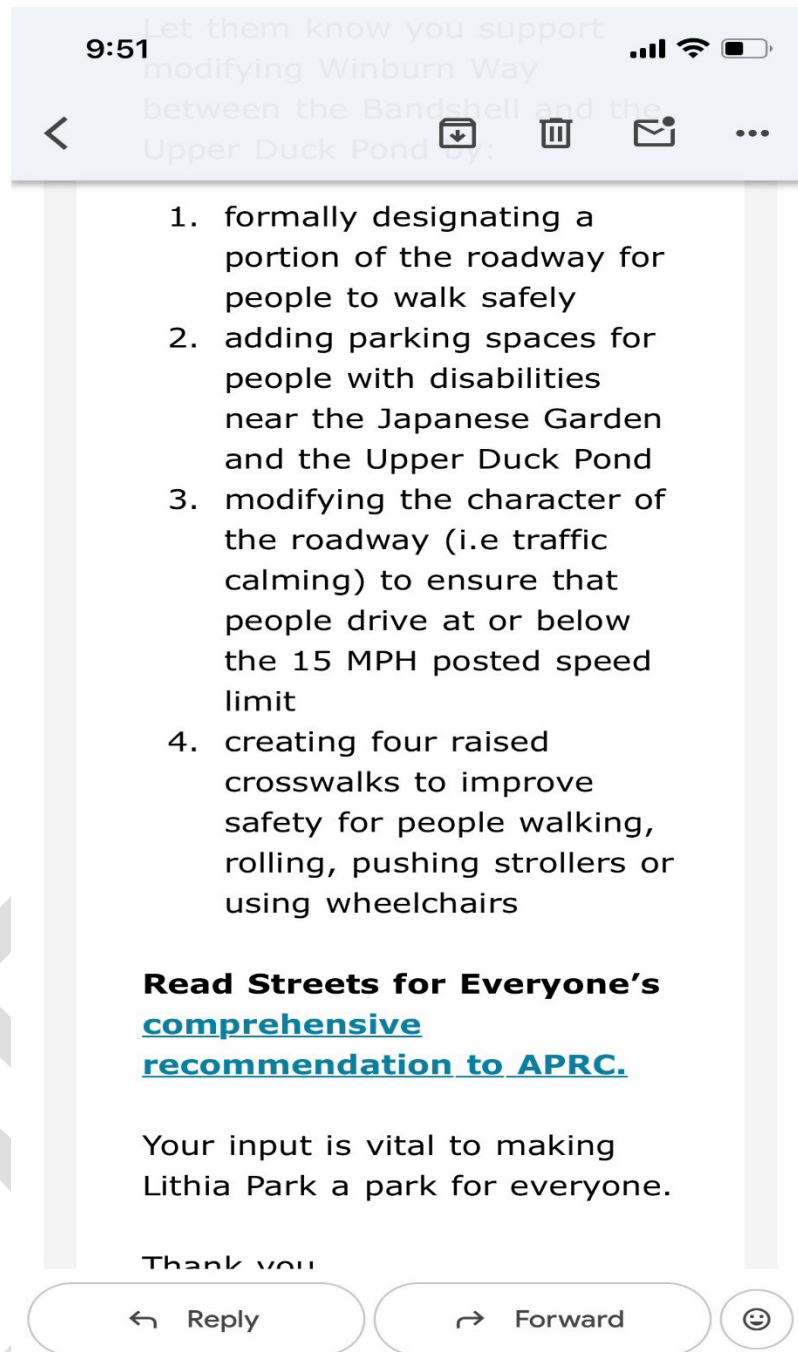 Let them know you support
9:51
modifying Winburn Way
between the Bandshell and the
Upper Duck Pond by:
1. formally designating a
portion of the roadway for
people to walk safely
2. adding parking spaces for
people with disabilities
near the Japanese Garden
and the Upper Duck Pond
3. modifying the character of
the roadway (i.e traffic
calming) to ensure that
people drive at or below
the 15 MPH posted speed
limit
4. creating four raised
crosswalks to improve
safety for people walking,
rolling, pushing strollers or
using wheelchairs
Read Streets for Everyone’s
comprehensive
recommendation to APRC.
Your input is vital to making
Lithia Park a park for everyone.
Thank you
Reply
Forward